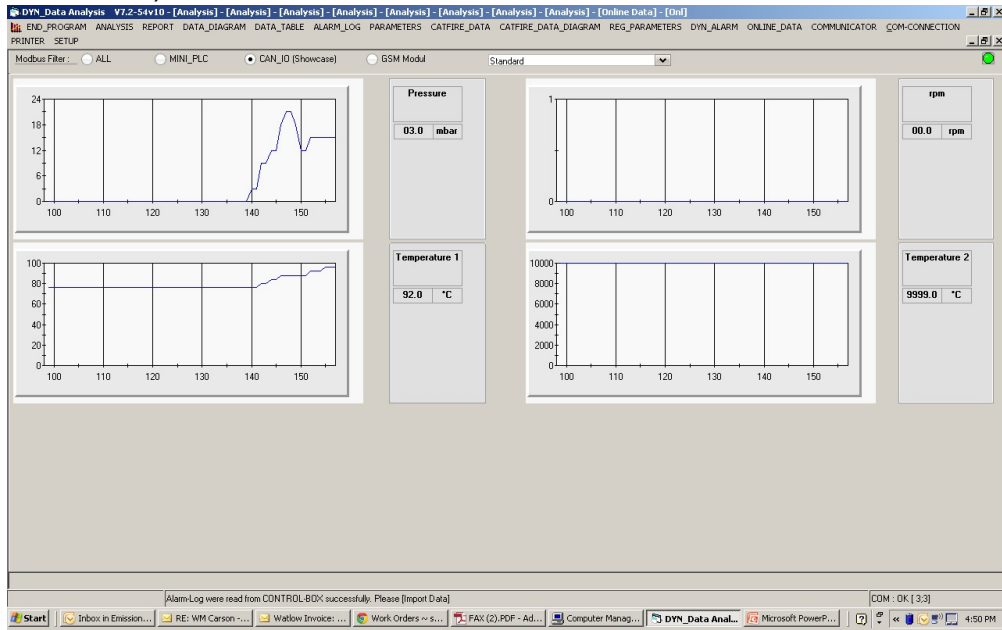 DYN_Data Analysis V7.2-54v10 - [Analysis] - [Analysis] - [Analysis] - [Analysis] - [Analysis] - [Analysis] - [Analysis] - [Analysis] - [Online Data] - [Onl]
END_PROGRAM ANALYSIS REPORT DATA_DIAGRAM DATA_TABLE ALARM_LOG PARAMETERS CATFIRE_DATA CATFIRE_DATA_DIAGRAM REG_PARAMETERS DYN_ALARM ONLINE_DATA COMMUNICATOR COM-CONNECTION
PRINTER SETUP
Modbus Filter : ALL MINI_PLC CAN_IO (Showcase) GSM Modul Standard
24
18
12
6
0
100 110 120 130 140 150
Pressure
03.0 mbar
1
0
100 110 120 130 140 150
rpm
00.0 rpm
100
80
60
40
20
0
100 110 120 130 140 150
Temperature 1
92.0 °C
10000
8000
6000
4000
2000
0
100 110 120 130 140 150
Temperature 2
9999.0 °C
Alarm-Log were read from CONTROL-BOX successfully. Please [Import Data] COM : OK [ 3;3]
Start Inbox in Emission... RE: WM Carson -... Watlow Invoice: ... Work Orders ~ s... FAX (2).PDF - Ad... Computer Manag... DYN_Data Anal... Microsoft PowerP... 4:50 PM